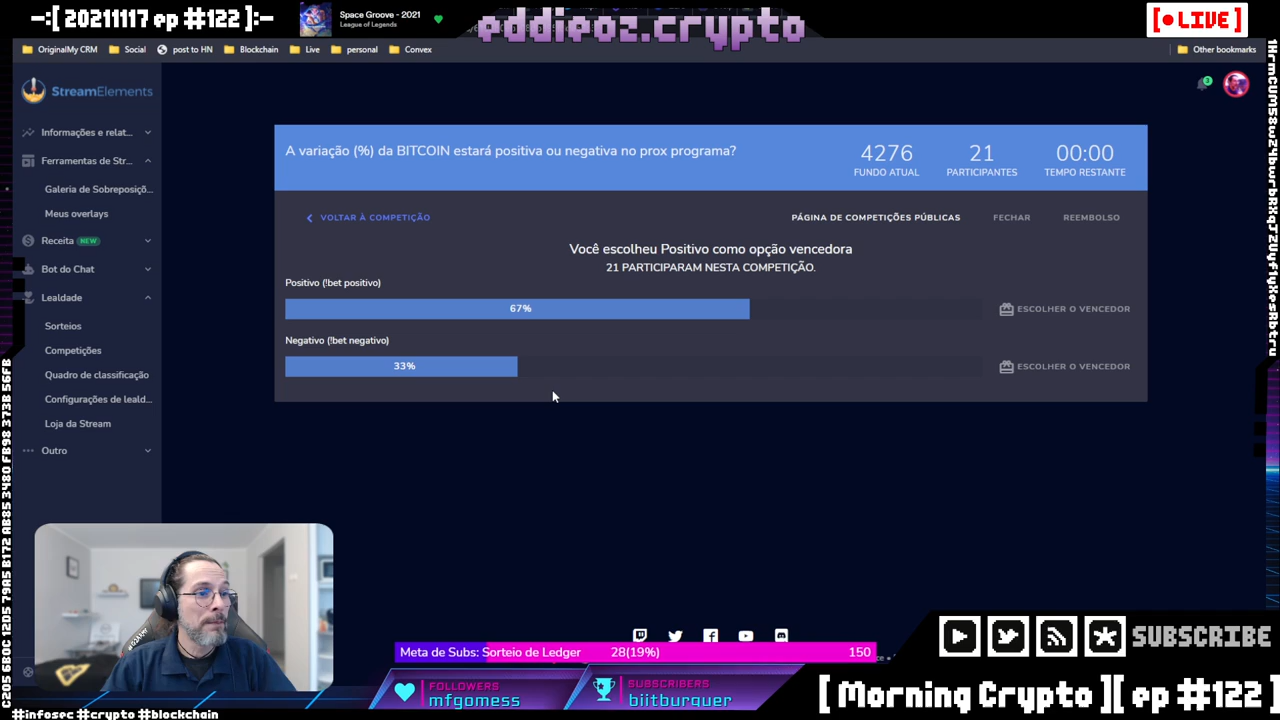 -:[ 20211117 ep #122 ]:-
Space Groove - 2021
League of Legends
eddieoz.crypto
[●LIVE]
OriginalMy CRM
Social
post to HN
Blockchain
Live
personal
Convex
Other bookmarks
StreamElements
3
Informações e relat...
Ferramentas de Str...
Galeria de Sobreposiçõ...
Meus overlays
Receita NEW
Bot do Chat
Lealdade
Sorteios
Competições
Quadro de classificação
Configurações de leald...
Loja da Stream
Outro
A variação (%) da BITCOIN estará positiva ou negativa no prox programa?
4276
FUNDO ATUAL
21
PARTICIPANTES
00:00
TEMPO RESTANTE
VOLTAR À COMPETIÇÃO
PÁGINA DE COMPETIÇÕES PÚBLICAS
FECHAR
REEMBOLSO
Você escolheu Positivo como opção vencedora
21 PARTICIPARAM NESTA COMPETIÇÃO.
Positivo (!bet positivo)
67%
ESCOLHER O VENCEDOR
Negativo (!bet negativo)
33%
ESCOLHER O VENCEDOR
Meta de Subs: Sorteio de Ledger
28(19%)
150
FOLLOWERS
mfgomess
SUBSCRIBERS
biitburquer
SUBSCRIBE
[ Morning Crypto ][ ep #122 ]
#infosec #crypto #blockchain